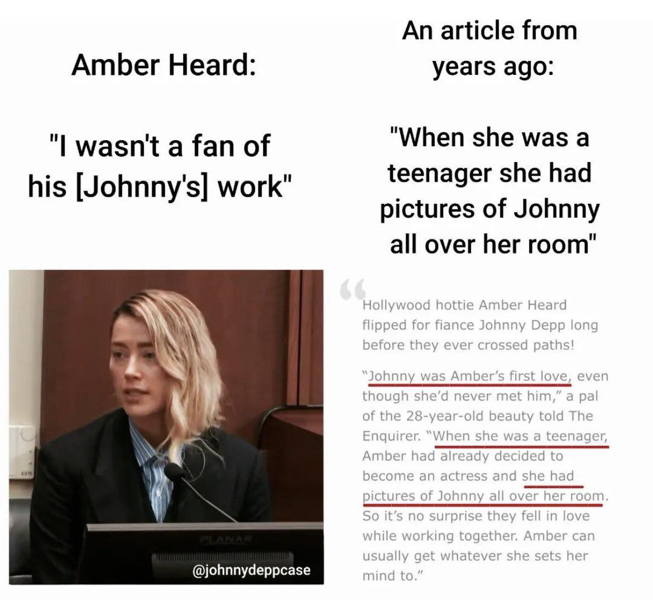 Amber Heard:
"I wasn't a fan of
his [Johnny's] work"
PLANAR
@johnnydeppcase
An article from
years ago:
"When she was a
teenager she had
pictures of Johnny
all over her room"
“
Hollywood hottie Amber Heard
flipped for fiance Johnny Depp long
before they ever crossed paths!
"Johnny was Amber's first love, even
though she'd never met him," a pal
of the 28-year-old beauty told The
Enquirer. "When she was a teenager,
Amber had already decided to
become an actress and she had
pictures of Johnny all over her room.
So it's no surprise they fell in love
while working together. Amber can
usually get whatever she sets her
mind to."